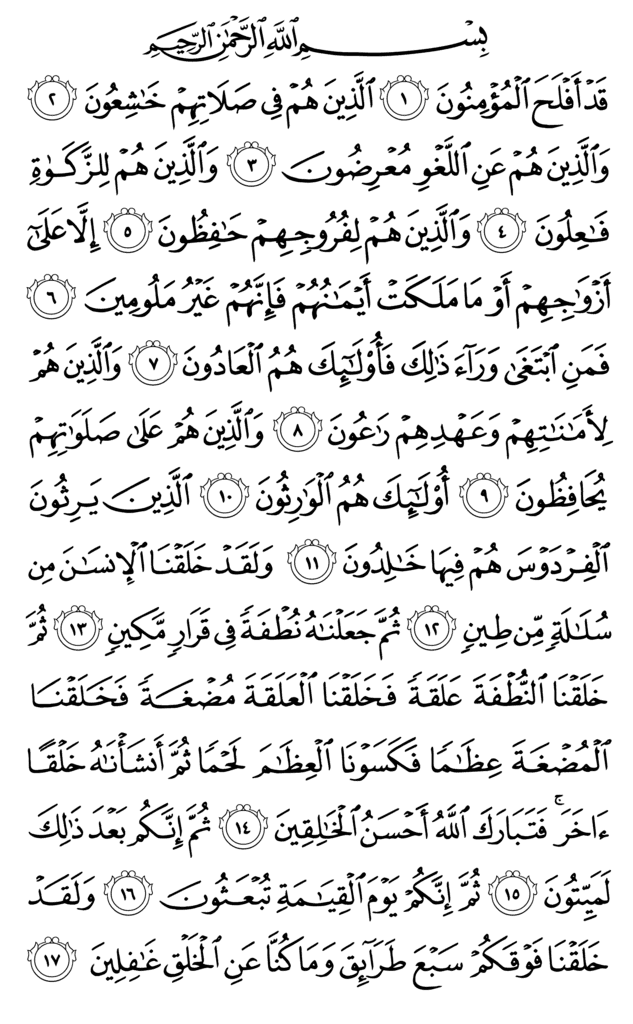 بِسْمِ ٱللَّهِ ٱلرَّحْمَٰنِ ٱلرَّحِيمِ
قَدْ أَفْلَحَ ٱلْمُؤْمِنُونَ ١ ٱلَّذِينَ هُمْ فِى صَلَاتِهِمْ خَٰشِعُونَ ٢
وَٱلَّذِينَ هُمْ عَنِ ٱللَّغْوِ مُعْرِضُونَ ٣ وَٱلَّذِينَ هُمْ لِلزَّكَوٰةِ
فَٰعِلُونَ ٤ وَٱلَّذِينَ هُمْ لِفُرُوجِهِمْ حَٰفِظُونَ ٥ إِلَّا عَلَىٰٓ
أَزْوَٰجِهِمْ أَوْ مَا مَلَكَتْ أَيْمَٰنُهُمْ فَإِنَّهُمْ غَيْرُ مَلُومِينَ ٦
فَمَنِ ٱبْتَغَىٰ وَرَآءَ ذَٰلِكَ فَأُو۟لَٰٓئِكَ هُمُ ٱلْعَادُونَ ٧ وَٱلَّذِينَ هُمْ
لِأَمَٰنَٰتِهِمْ وَعَهْدِهِمْ رَٰعُونَ ٨ وَٱلَّذِينَ هُمْ عَلَىٰ صَلَوَٰتِهِمْ
يُحَافِظُونَ ٩ أُو۟لَٰٓئِكَ هُمُ ٱلْوَٰرِثُونَ ١٠ ٱلَّذِينَ يَرِثُونَ
ٱلْفِرْدَوْسَ هُمْ فِيهَا خَٰلِدُونَ ١١ وَلَقَدْ خَلَقْنَا ٱلْإِنسَٰنَ مِن
سُلَٰلَةٍ مِّن طِينٍ ١٢ ثُمَّ جَعَلْنَٰهُ نُطْفَةً فِى قَرَارٍ مَّكِينٍ ١٣ ثُمَّ
خَلَقْنَا ٱلنُّطْفَةَ عَلَقَةً فَخَلَقْنَا ٱلْعَلَقَةَ مُضْغَةً فَخَلَقْنَا
ٱلْمُضْغَةَ عِظَٰمًا فَكَسَوْنَا ٱلْعِظَٰمَ لَحْمًا ثُمَّ أَنشَأْنَٰهُ خَلْقًا
ءَاخَرَ ۚ فَتَبَارَكَ ٱللَّهُ أَحْسَنُ ٱلْخَٰلِقِينَ ١٤ ثُمَّ إِنَّكُم بَعْدَ ذَٰلِكَ
لَمَيِّتُونَ ١٥ ثُمَّ إِنَّكُمْ يَوْمَ ٱلْقِيَٰمَةِ تُبْعَثُونَ ١٦ وَلَقَدْ
خَلَقْنَا فَوْقَكُمْ سَبْعَ طَرَآئِقَ وَمَا كُنَّا عَنِ ٱلْخَلْقِ غَٰفِلِينَ ١٧